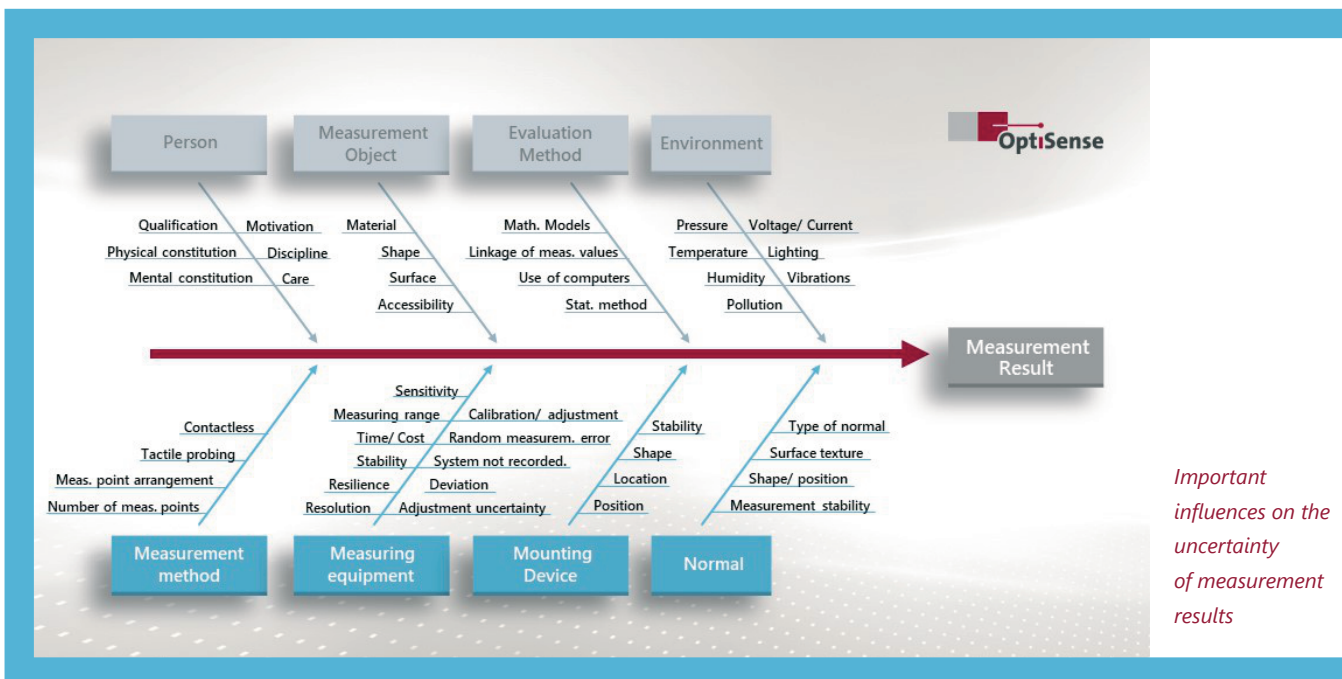 Person
Measurement
Object
Evaluation
Method
Environment
OptiSense
Qualification
Motivation
Physical constitution
Discipline
Mental constitution
Care
Material
Shape
Surface
Accessibility
Math. Models
Linkage of meas. values
Use of computers
Stat. method
Pressure
Voltage/ Current
Temperature
Lighting
Humidity
Vibrations
Pollution
Measurement
Result
Contactless
Tactile probing
Meas. point arrangement
Number of meas. points
Sensitivity
Measuring range
Calibration/ adjustment
Time/ Cost
Random measurem. error
Stability
System not recorded.
Resilience
Deviation
Resolution
Adjustment uncertainty
Stability
Shape
Location
Position
Type of normal
Surface texture
Shape/ position
Measurement stability
Measurement
method
Measuring
equipment
Mounting
Device
Normal
Important
influences on the
uncertainty
of measurement
results